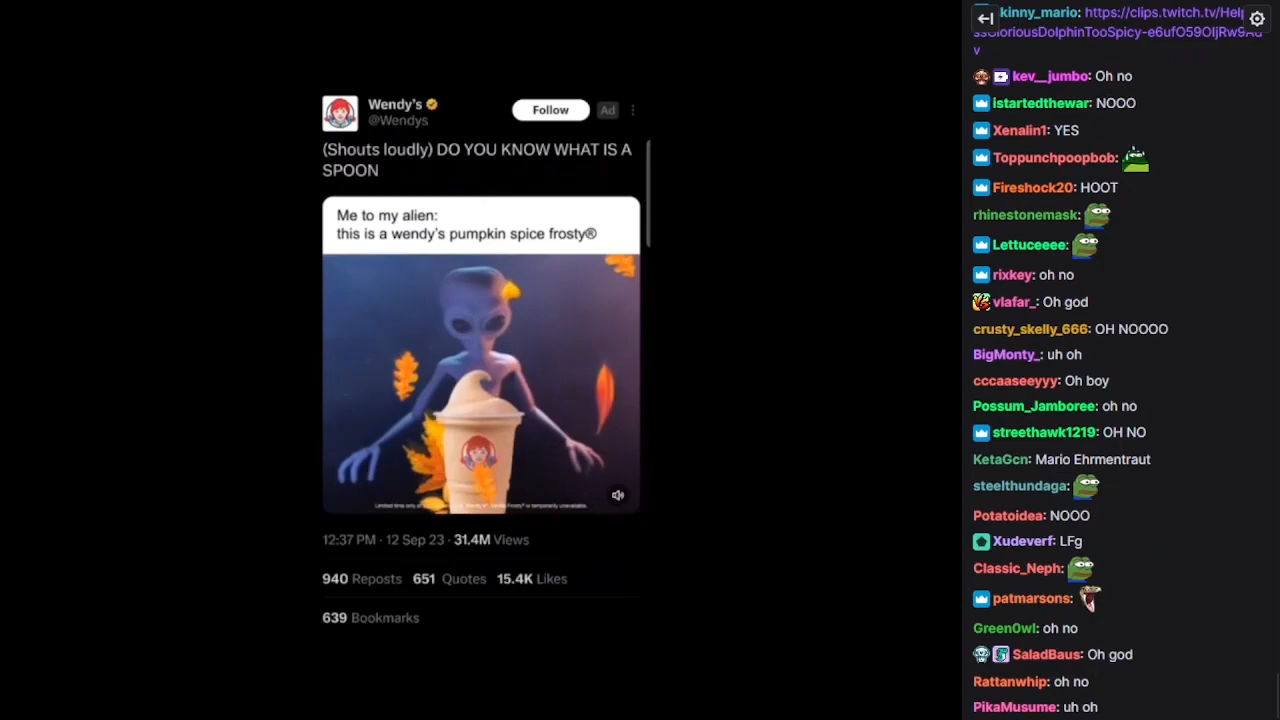 Wendy's
@Wendys
Follow
Ad
(Shouts loudly) DO YOU KNOW WHAT IS A
SPOON
Me to my alien:
this is a wendy's pumpkin spice frosty®
12:37 PM · 12 Sep 23 · 31.4M Views
940 Reposts 651 Quotes 15.4K Likes
639 Bookmarks
kinny_mario: https://clips.twitch.tv/Help
v
kev__jumbo: Oh no
istartedthewar: NOOO
Xenalin1: YES
Toppunchpoopbob:
Fireshock20: HOOT
rhinestonemask:
Lettuceeee:
rixkey: oh no
vlafar_: Oh god
crusty_skelly_666: OH NOOOO
BigMonty_: uh oh
cccaaseeyyy: Oh boy
Possum_Jamboree: oh no
streethawk1219: OH NO
KetaGcn: Mario Ehrmentraut
steelthundaga:
Potatoidea: NOOO
Xudeverf: LFg
Classic_Neph:
patmarsons:
Green0wl: oh no
SaladBaus: Oh god
Rattanwhip: oh no
PikaMusume: uh oh